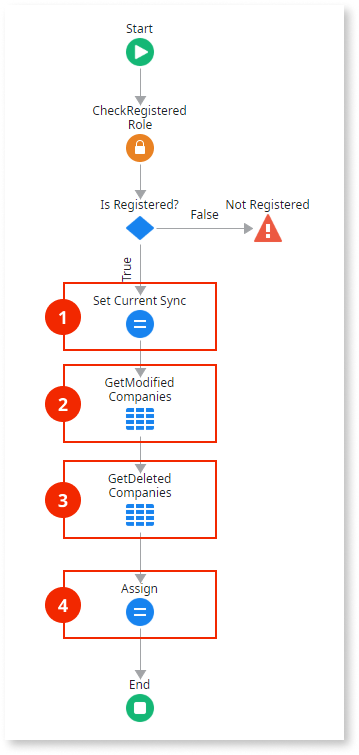 Start
CheckRegistered
Role
Is Registered?
False
Not Registered
True
1
Set Current Sync
2
GetModified
Companies
3
GetDeleted
Companies
4
Assign
End